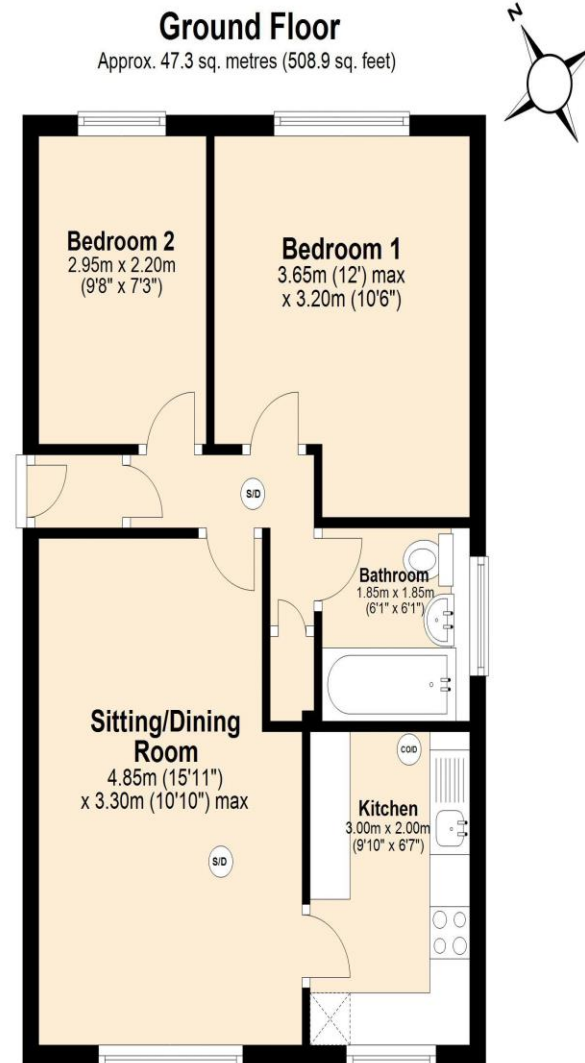 Ground Floor
Approx. 47.3 sq. metres (508.9 sq. feet)
N
Bedroom 2
2.95m x 2.20m
(9'8" x 7'3")
Bedroom 1
3.65m (12') max
x 3.20m (10'6")
S/D
Bathroom
1.85m x 1.85m
(6'1" x 6'1")
Sitting/Dining
Room
4.85m (15'11")
x 3.30m (10'10") max
S/D
CO/D
Kitchen
3.00m x 2.00m
(9'10" x 6'7")